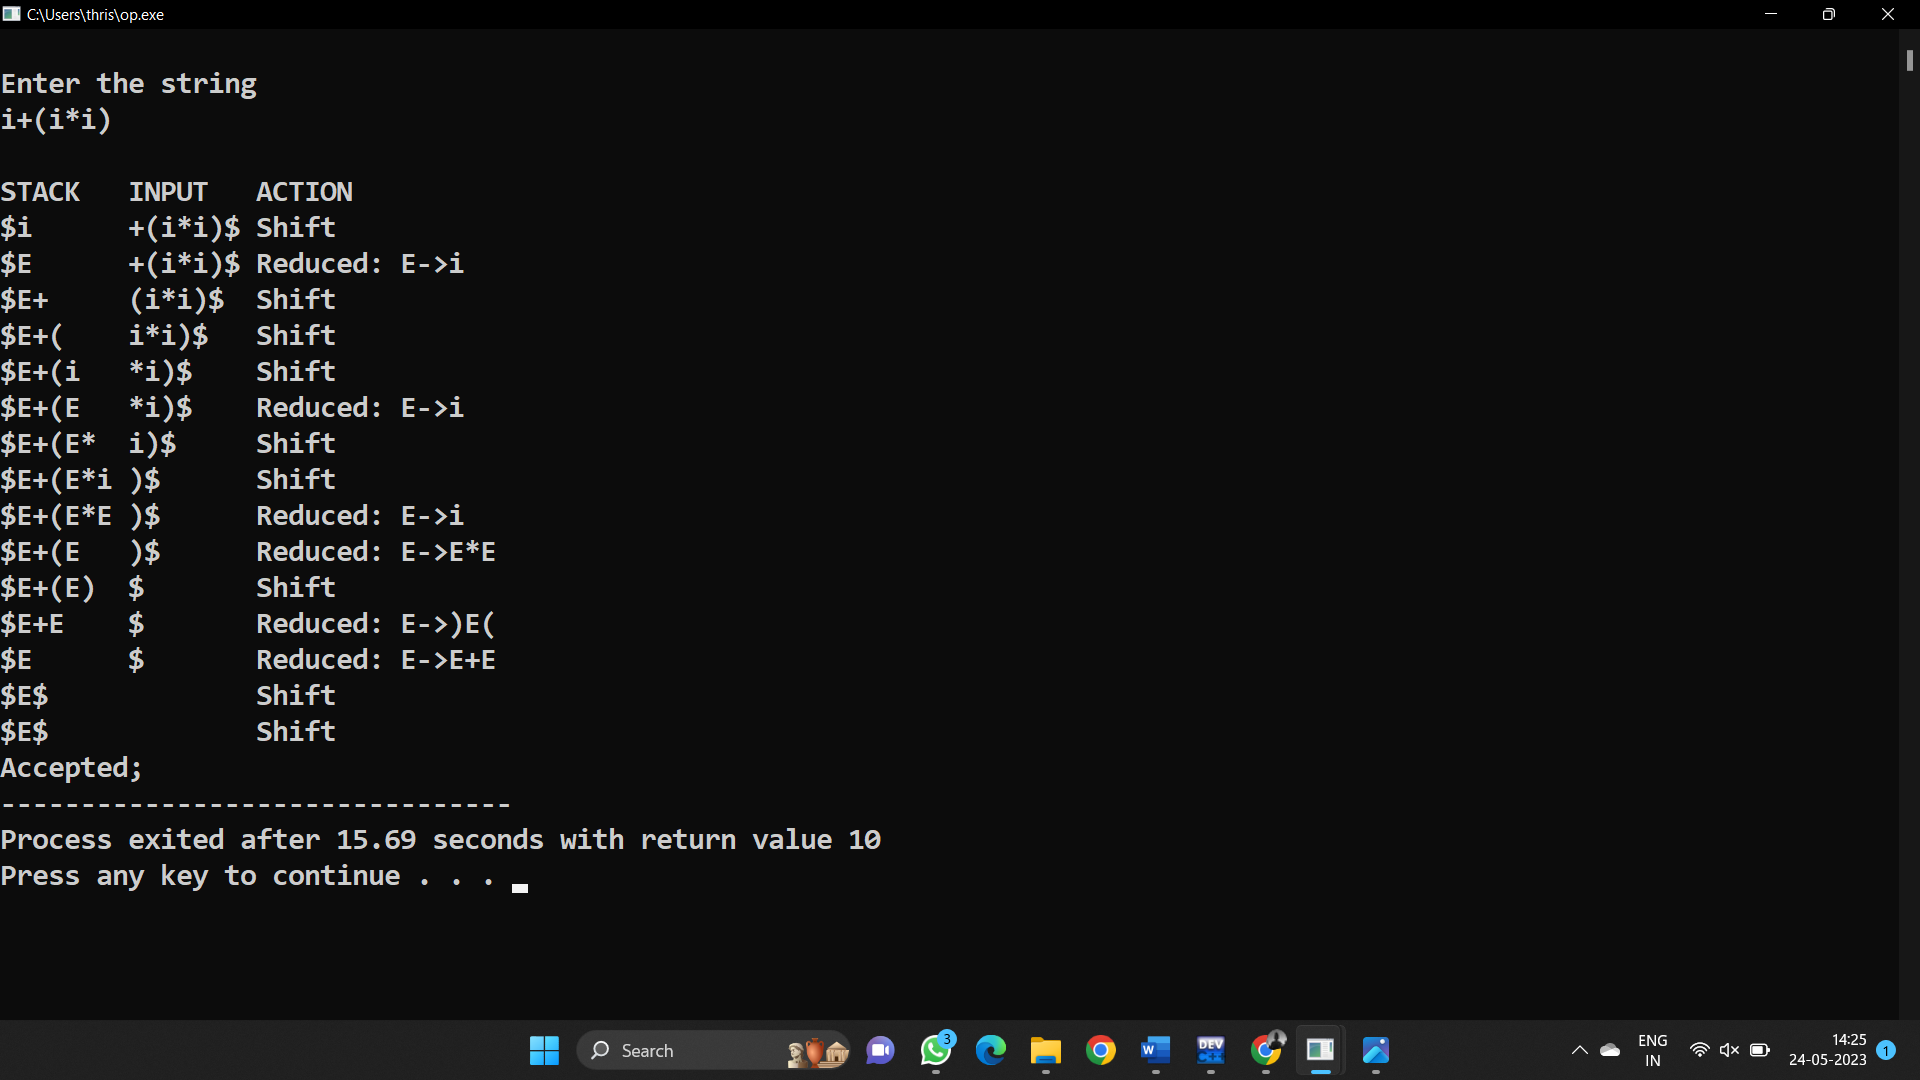 C:\Users\thris\op.exe
Enter the string
i+(i*i)
STACK INPUT ACTION
$i +(i*i)$ Shift
$E +(i*i)$ Reduced: E->i
$E+ (i*i)$ Shift
$E+( i*i)$ Shift
$E+(i *i)$ Shift
$E+(E *i)$ Reduced: E->i
$E+(E* i)$ Shift
$E+(E*i )$ Shift
$E+(E*E )$ Reduced: E->i
$E+(E )$ Reduced: E->E*E
$E+(E) $ Shift
$E+E $ Reduced: E->)E(
$E $ Reduced: E->E+E
$E$ Shift
$E$ Shift
Accepted;
--------------------------------
Process exited after 15.69 seconds with return value 10
Press any key to continue . . .
Search
3
W
DEV
C++
ENG
IN
14:25
24-05-2023
1